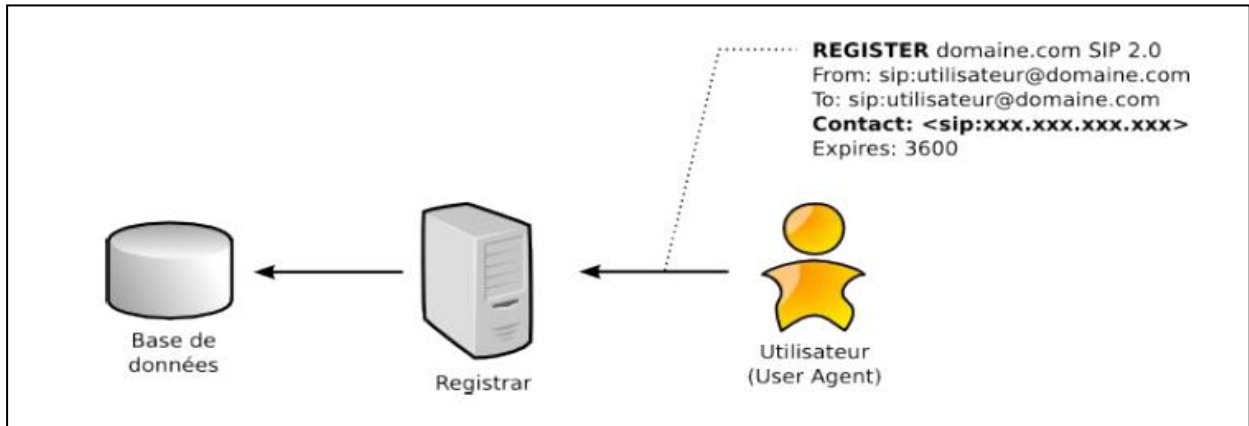 REGISTER domaine.com SIP 2.0
From: sip:utilisateur@domaine.com
To: sip:utilisateur@domaine.com
Contact: <sip:xxx.xxx.xxx.xxx>
Expires: 3600
Base de
données
Registrar
Utilisateur
(User Agent)